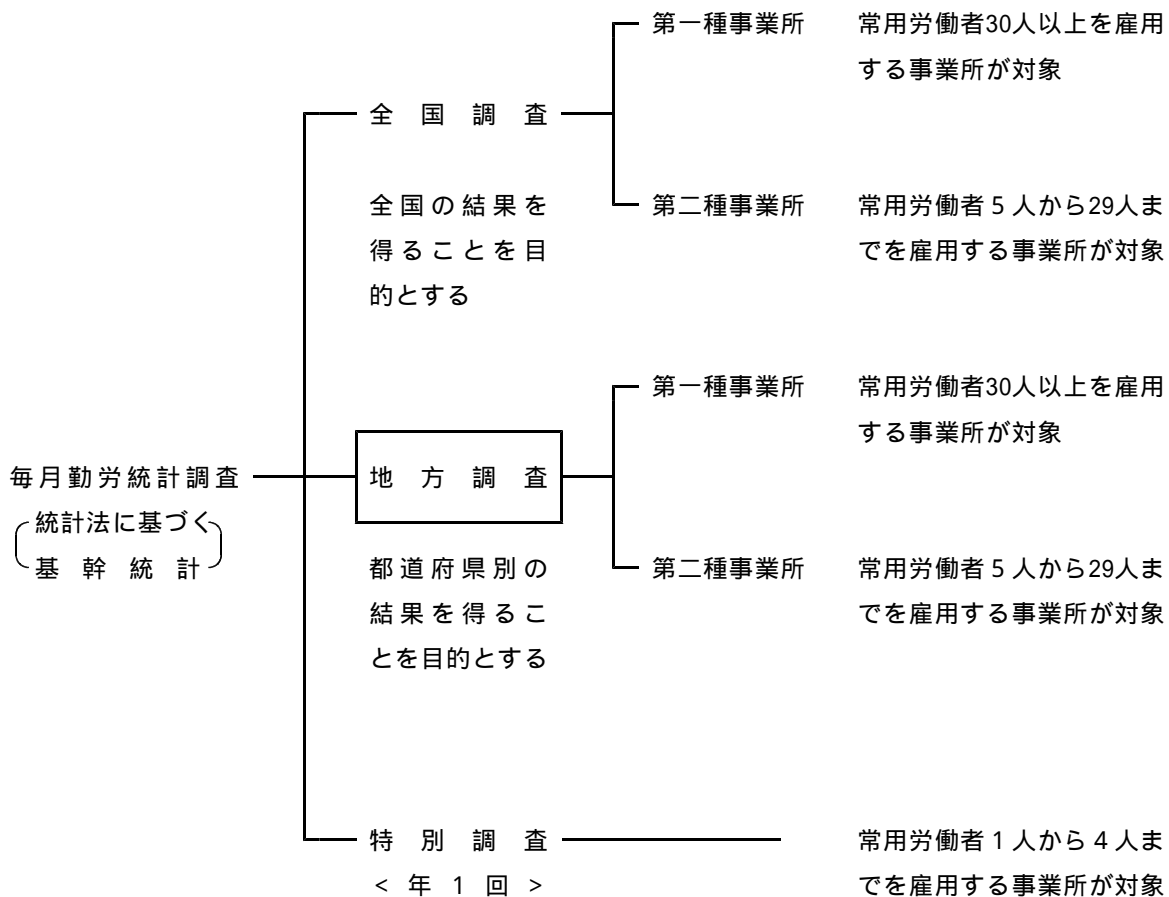 第一種事業所 常用労働者30人以上を雇用
する事業所が対象
全国調査
全国の結果を
得ることを目
的とする
第二種事業所 常用労働者5人から29人ま
でを雇用する事業所が対象
第一種事業所 常用労働者30人以上を雇用
する事業所が対象
毎月勤労統計調査
統計法に基づく
基幹統計
地方調査
都道府県別の
結果を得るこ
とを目的とする
第二種事業所 常用労働者5人から29人ま
でを雇用する事業所が対象
特別調査
<年1回>
常用労働者1人から4人ま
でを雇用する事業所が対象